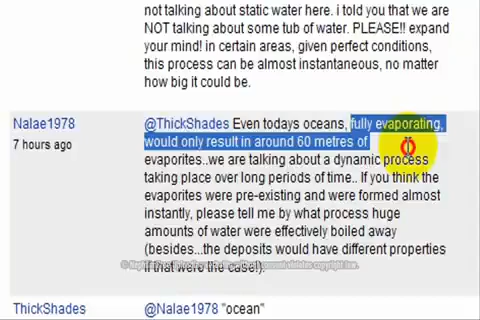 not talking about static water here. i told you that we are
NOT talking about some tub of water. PLEASE!! expand
your mind! in certain areas, given perfect conditions,
this process can be almost instantaneous, no matter
how big it could be.
Nalae1978
7 hours ago
@ThickShades Even todays oceans, fully evaporating,
would only result in around 60 metres of
evaporites..we are talking about a dynamic process
taking place over long periods of time.. If you think the
evaporites were pre-existing and were formed almost
instantly, please tell me by what process huge
amounts of water were effectively boiled away
(besides...the deposits would have different properties
if that were the case!).
ThickShades
@Nalae1978 "ocean"